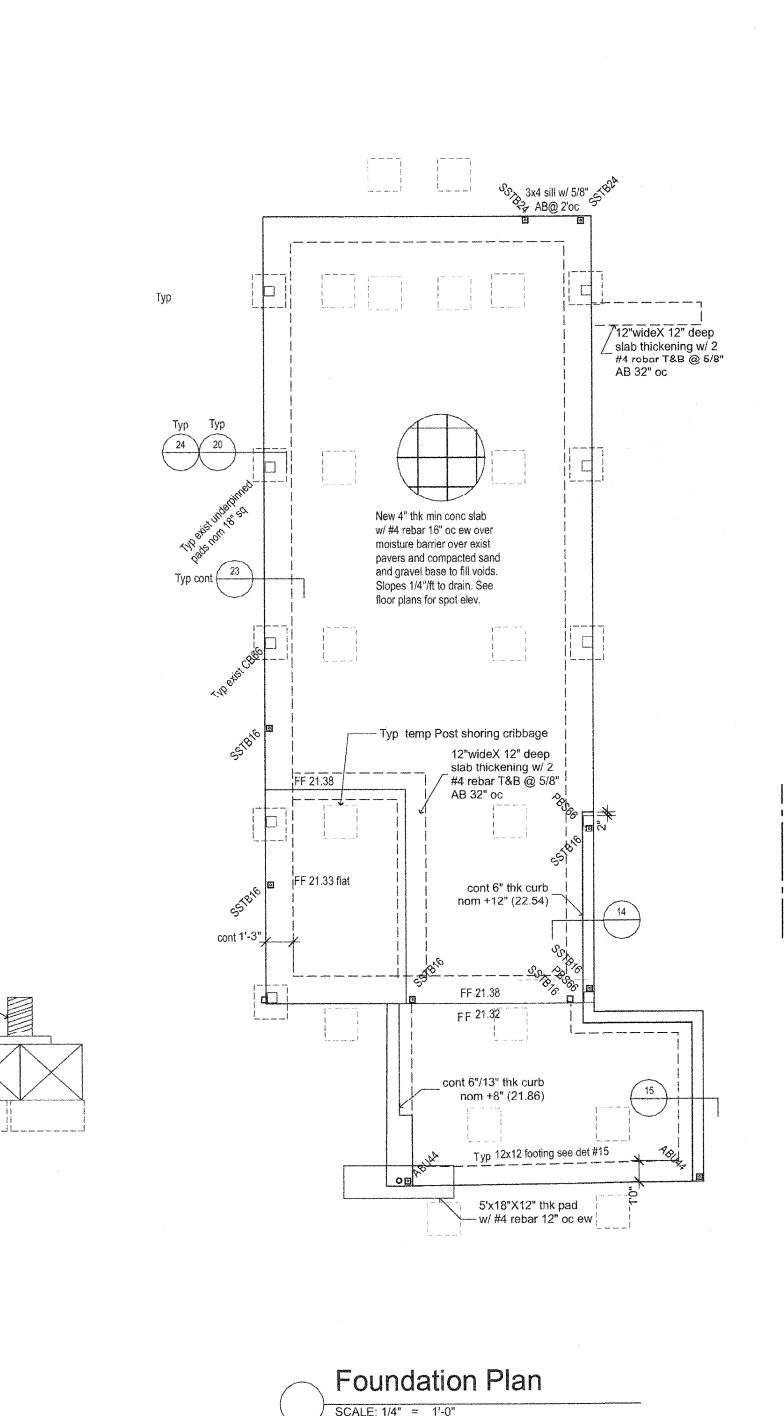 SSTB24
3x4 sill w/ 5/8"
AB@ 2'oc
SSTB24
Typ
12"wideX 12" deep
slab thickening w/ 2
#4 robar T&B @ 5/8"
AB 32" oc
Typ
Typ
24
20
Typ exist underpinned
pads nom 18" sq
New 4" thk min conc slab
w/ #4 rebar 16" oc ew over
moisture barrier over exist
pavers and compacted sand
and gravel base to fill voids.
Slopes 1/4"/ft to drain. See
floor plans for spot elev.
Typ cont
23
Typ exist CB66
SSTB16
Typ temp Post shoring cribbage
12"wideX 12" deep
slab thickening w/ 2
#4 rebar T&B @ 5/8"
AB 32" oc
FF 21.38
PBS66
2"
SSTB16
FF 21.33 flat
SSTB16
cont 6" thk curb
nom +12" (22.54)
14
cont 1'-3"
SSTB16
SSTB16
PBS66
SSTB16
FF 21.38
FF 21.32
cont 6"/13" thk curb
nom +8" (21.86)
15
Typ 12x12 footing see det #15
ABU44
ABU44
1'0"
5'x18"X12" thk pad
w/ #4 rebar 12" oc ew
Foundation Plan
SCALE: 1/4" = 1'-0"